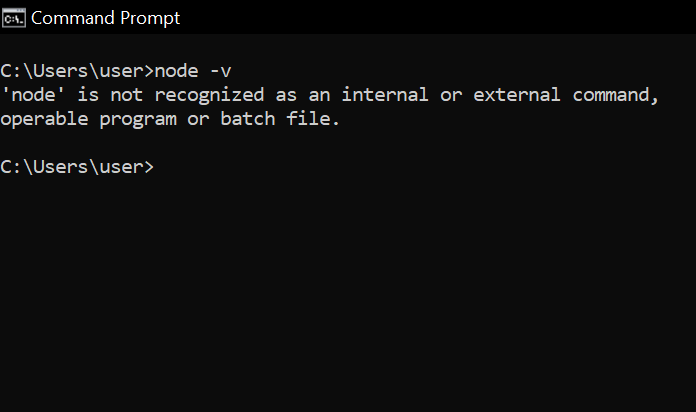 Command Prompt
C:\Users\user>node -v
'node' is not recognized as an internal or external command,
operable program or batch file.
C:\Users\user>